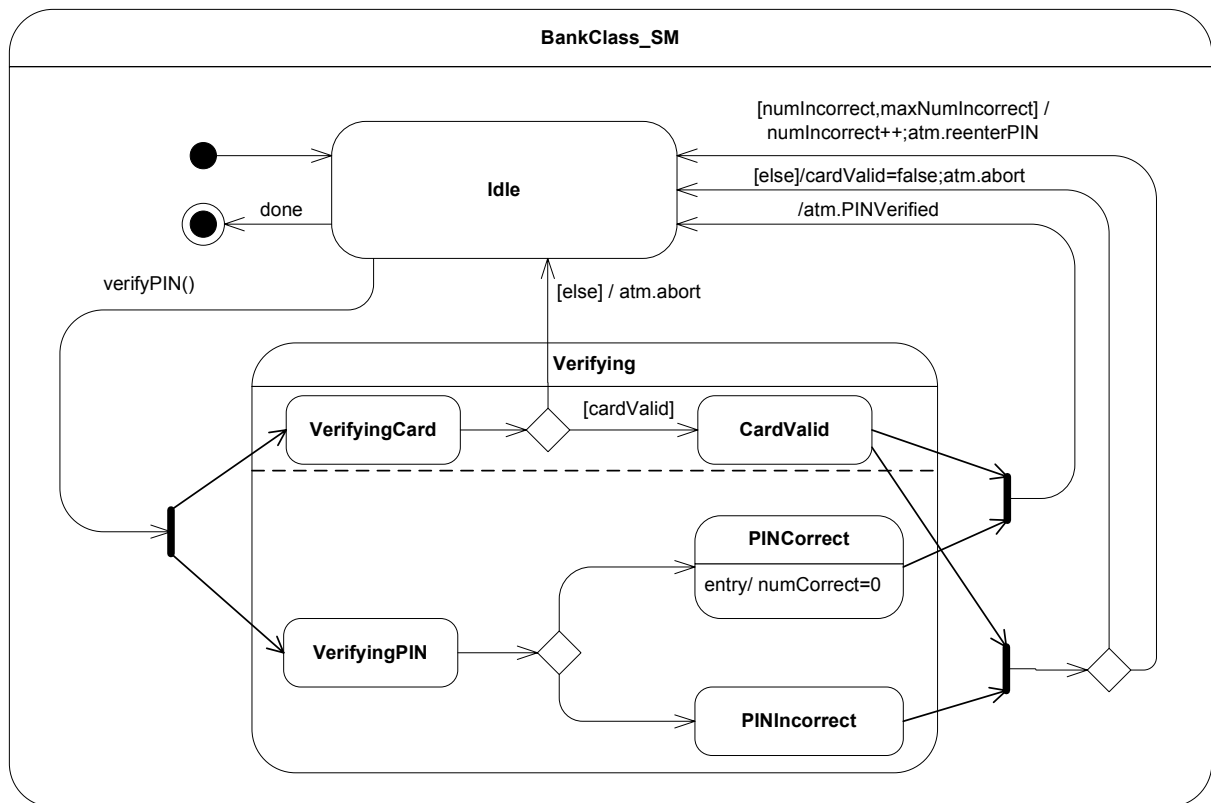 BankClass_SM
[numIncorrect,maxNumIncorrect] /
numIncorrect++;atm.reenterPIN
[else]/cardValid=false;atm.abort
Idle
/atm.PINVerified
done
verifyPIN()
[else] / atm.abort
Verifying
[cardValid]
VerifyingCard
CardValid
PINCorrect
entry/ numCorrect=0
VerifyingPIN
PINIncorrect